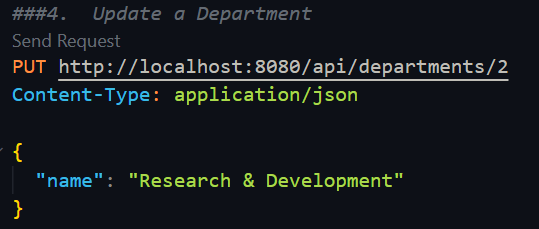 ###4.  Update a Department
Send Request
PUT http://localhost:8080/api/departments/2
Content-Type: application/json
{
"name": "Research & Development"
}